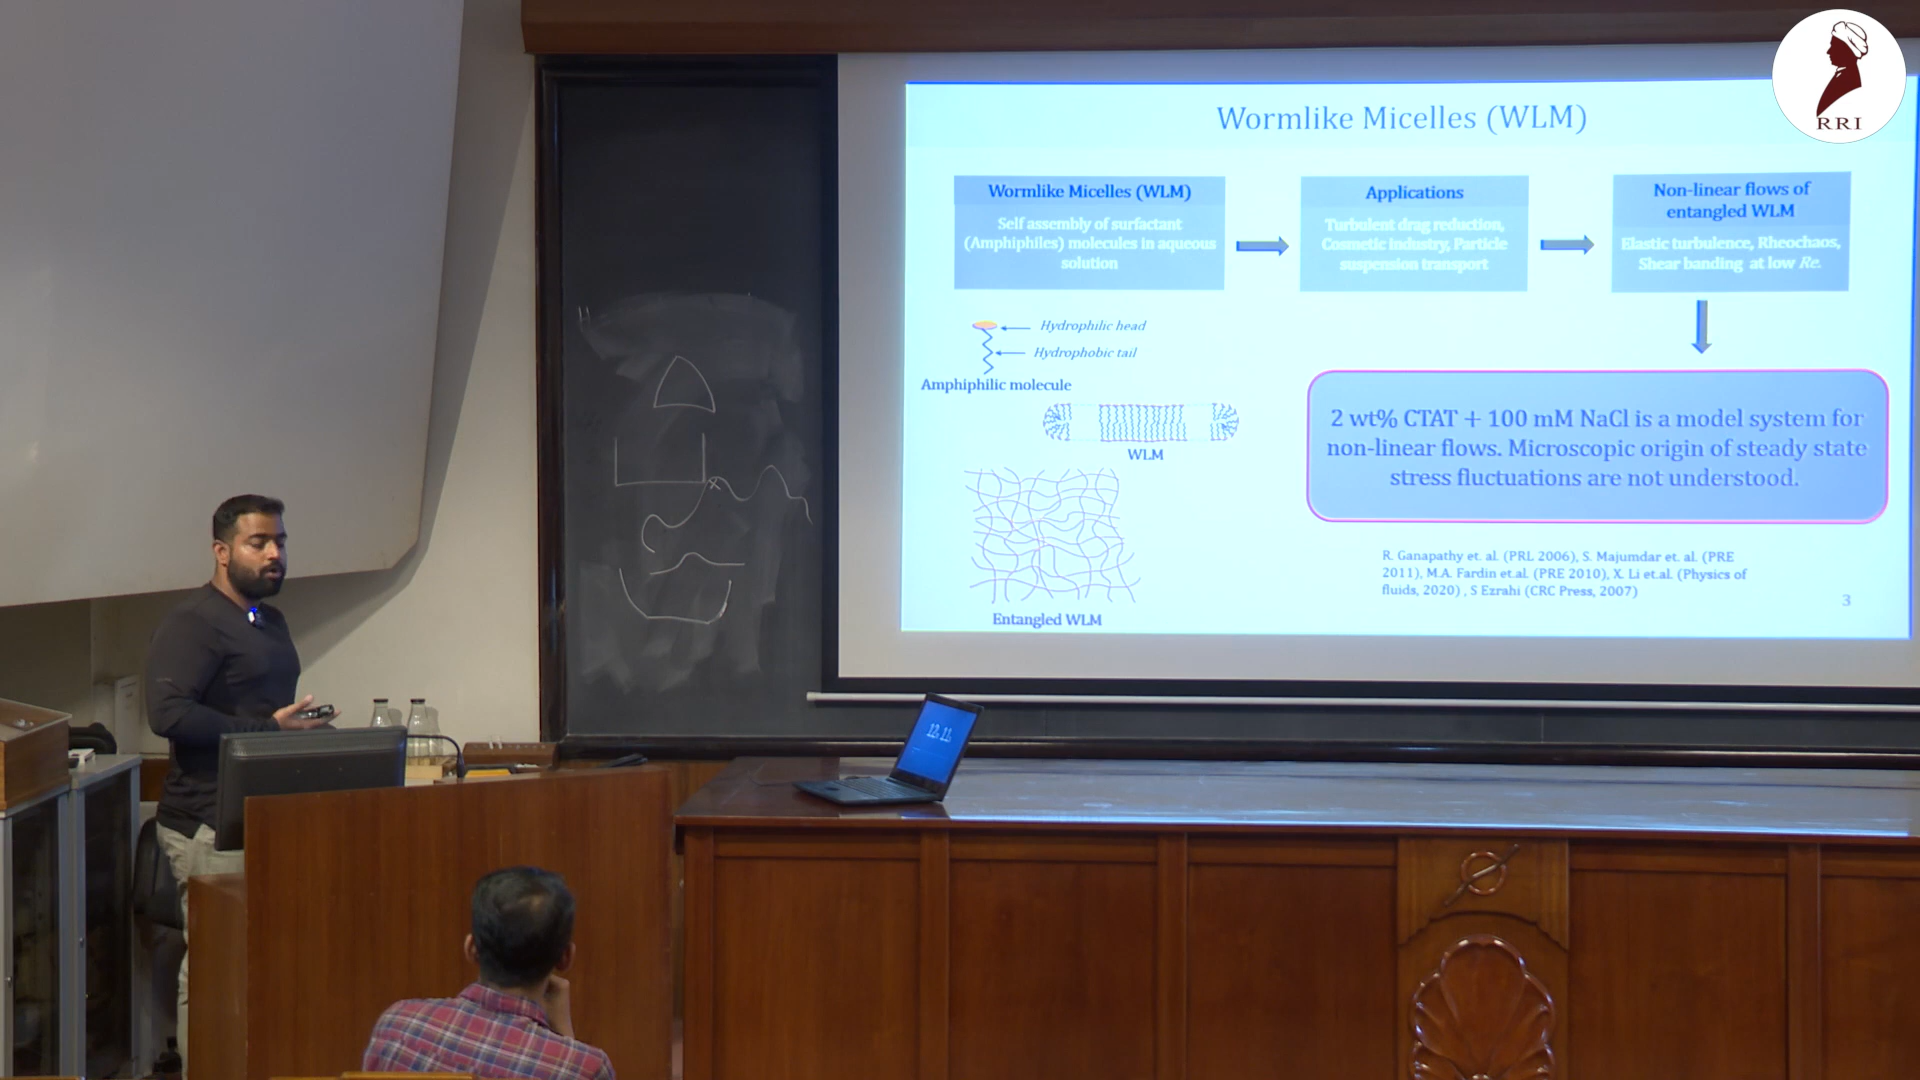 RRI
Wormlike Micelles (WLM)
Wormlike Micelles (WLM)
Self assembly of surfactant
(Amphiphiles) molecules in aqueous
solution
Applications
Turbulent drag reduction,
Cosmetic industry, Particle
suspension transport
Non-linear flows of
entangled WLM
Elastic turbulence, Rheochaos,
Shear banding at low Re.
Hydrophilic head
Hydrophobic tail
Amphiphilic molecule
WLM
Entangled WLM
2 wt% CTAT + 100 mM NaCl is a model system for
non-linear flows. Microscopic origin of steady state
stress fluctuations are not understood.
R. Ganapathy et. al. (PRL 2006), S. Majumdar et. al. (PRE
2011), M.A. Fardin et.al. (PRE 2010), X. Li et.al. (Physics of
fluids, 2020) , S Ezrahi (CRC Press, 2007)
3